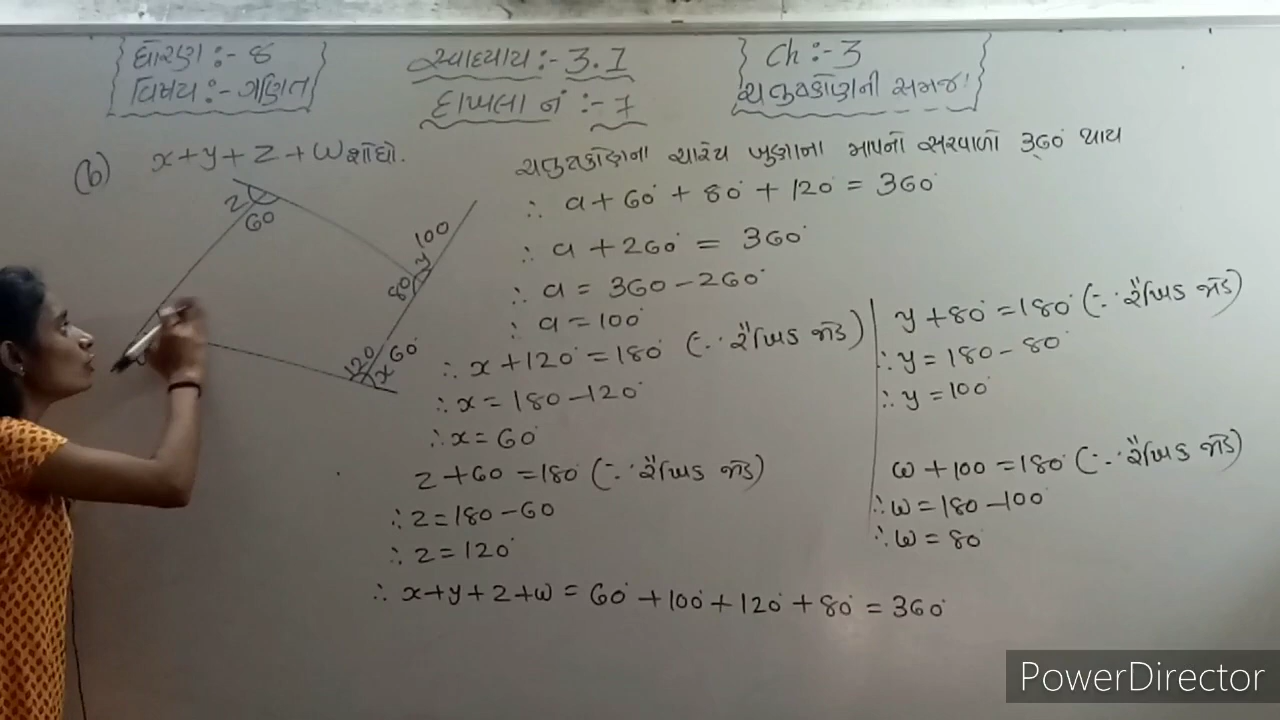 ધોરણ :- 8
વિષય :- ગણિત
સ્વાધ્યાય :- 3.1
દાખલા નં :- 7
Ch :- 3
ચતુષ્કોણની સમજ
(b) x+y+z+w શોધો.
z
60
100
y
80
120
60°
x
ચતુષ્કોણના ચારેય ખુણાના માપનો સરવાળો 360° થાય
∴ a + 60° + 80° + 120° = 360°
∴ a + 260° = 360°
∴ a = 360 - 260°
∴ a = 100°
∴ x + 120° = 180° (∵ રૈખિક જોડ)
∴ x = 180 - 120°
∴ x = 60°
z + 60 = 180° (∵ રૈખિક જોડ)
∴ z = 180 - 60
∴ z = 120°
y + 80° = 180° (∵ રૈખિક જોડ)
∴ y = 180 - 80°
∴ y = 100°
w + 100 = 180° (∵ રૈખિક જોડ)
∴ w = 180 - 100°
∴ w = 80°
∴ x+y+z+w = 60° + 100° + 120° + 80° = 360°
PowerDirector